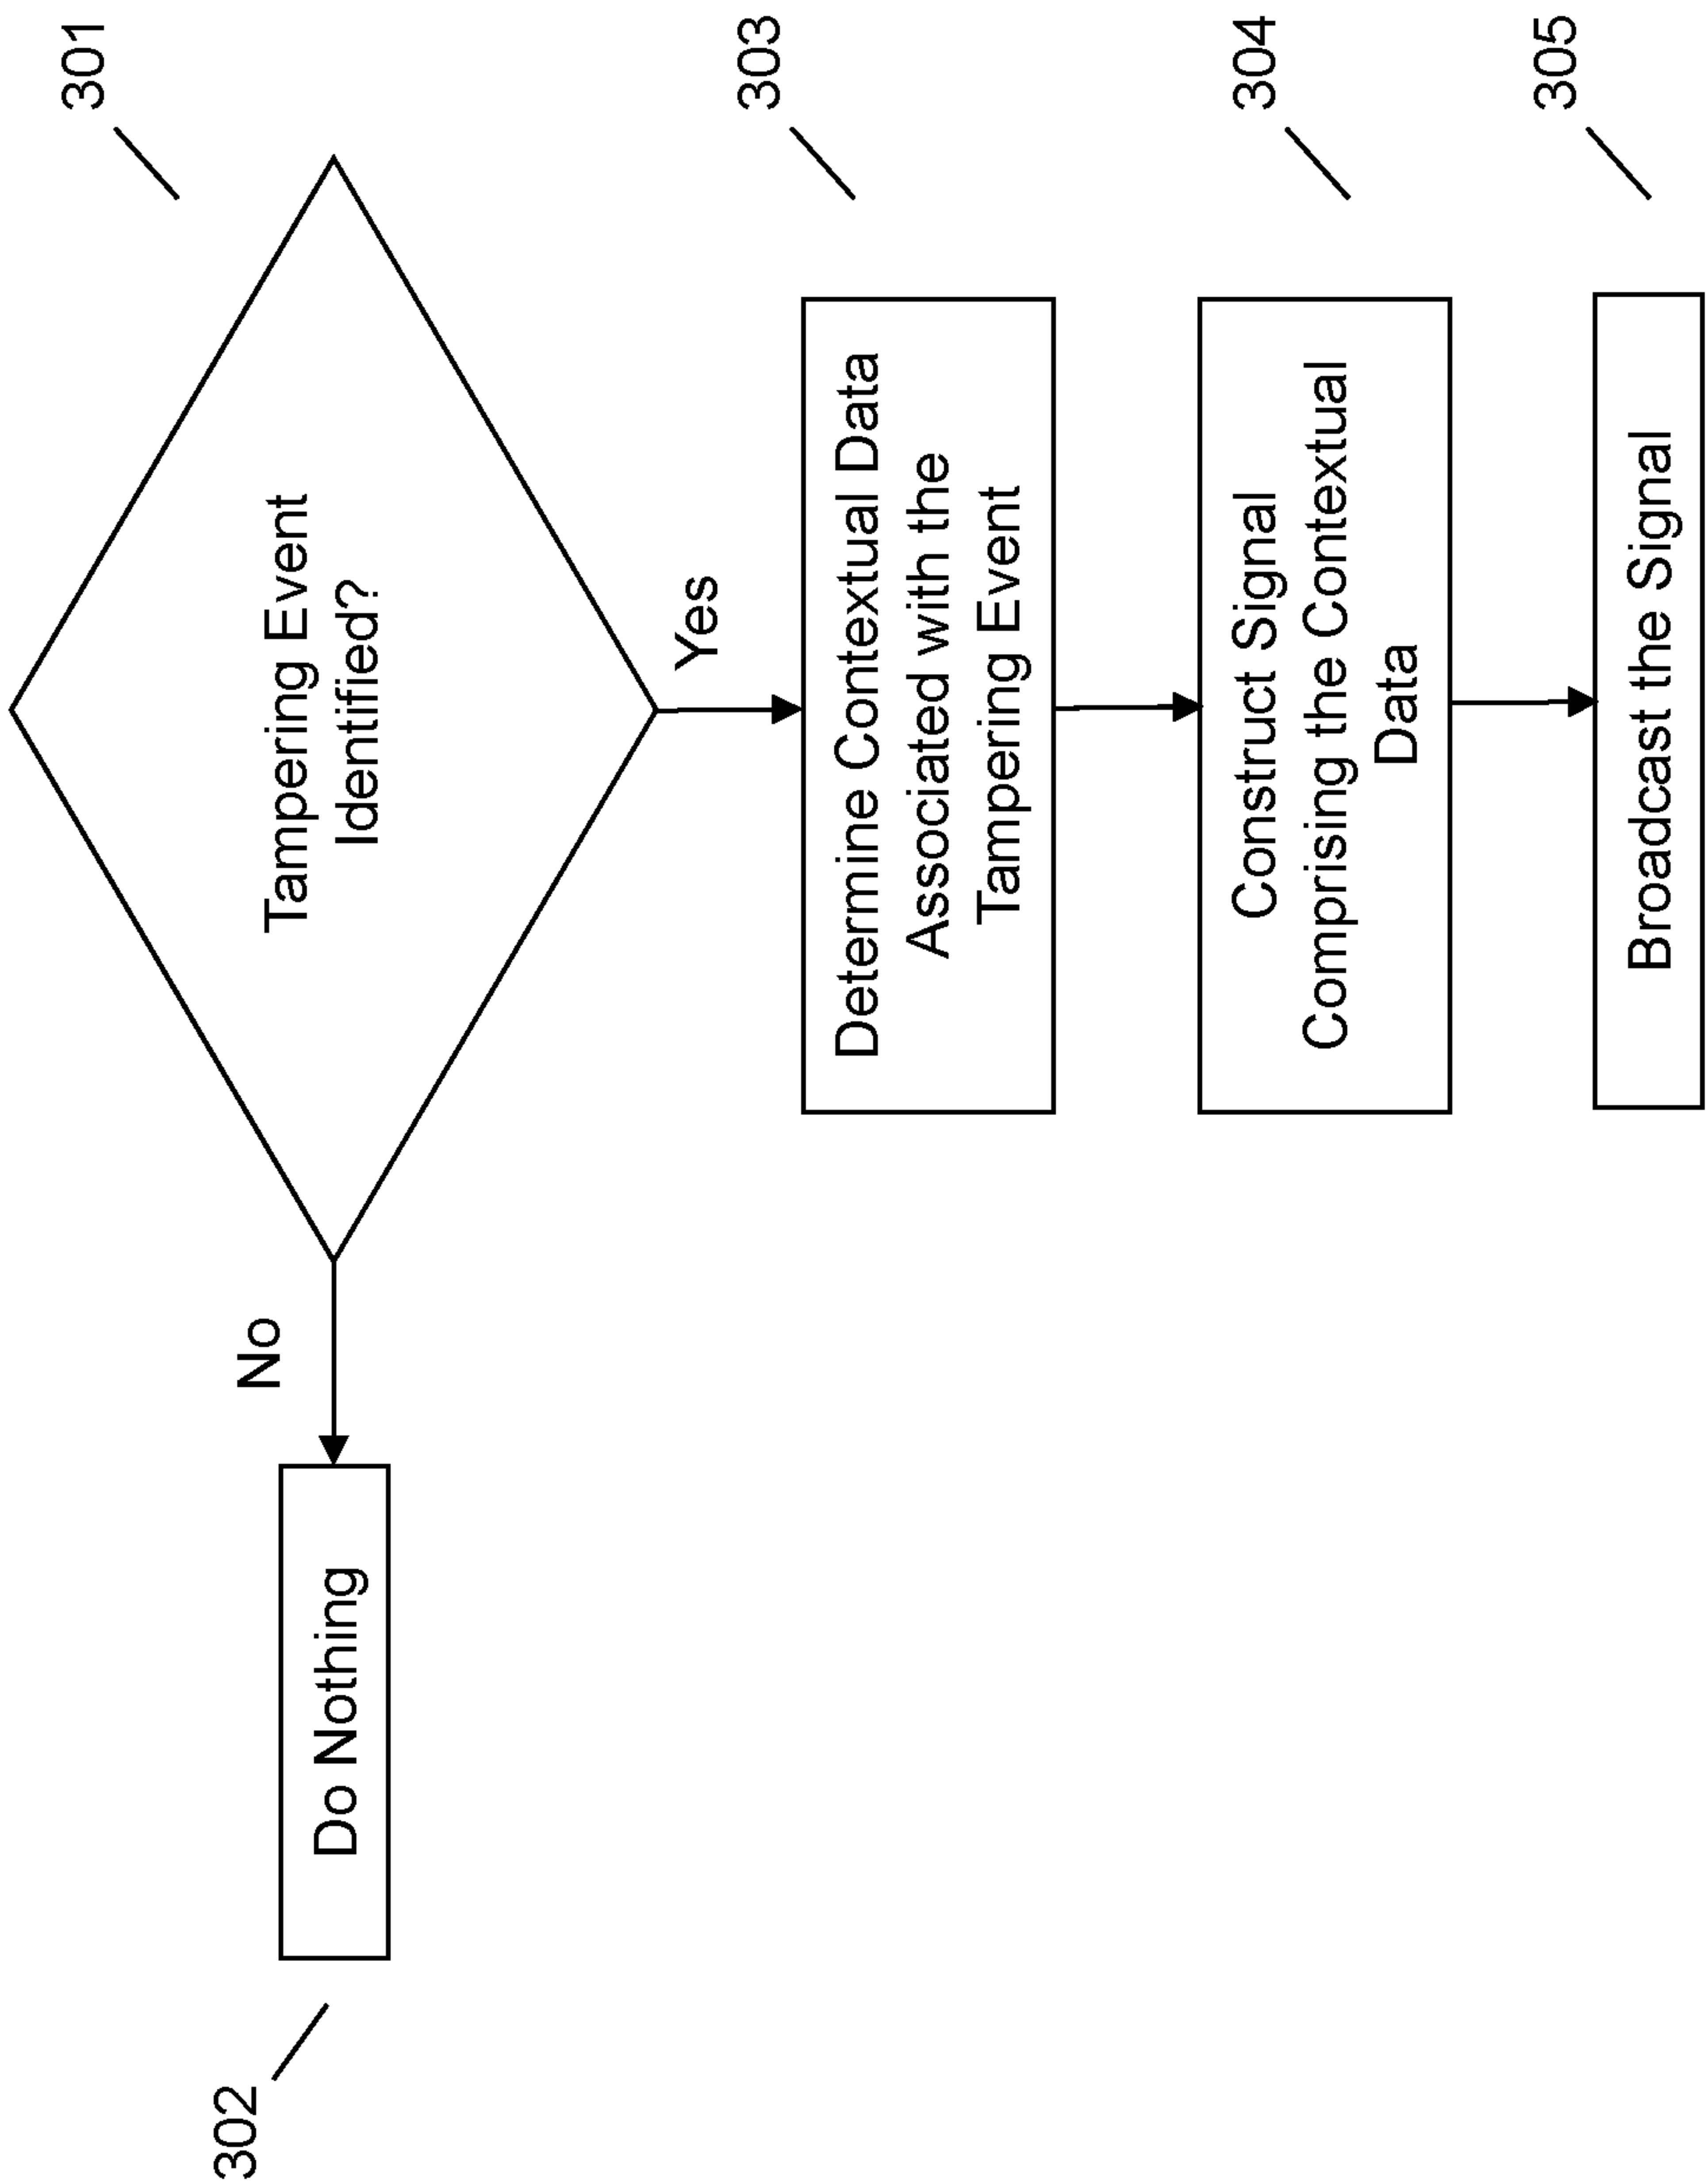 301
Tampering Event
Identified?
No
Do Nothing
302
Yes
303
Determine Contextual Data
Associated with the
Tampering Event
304
Construct Signal
Comprising the Contextual
Data
305
Broadcast the Signal